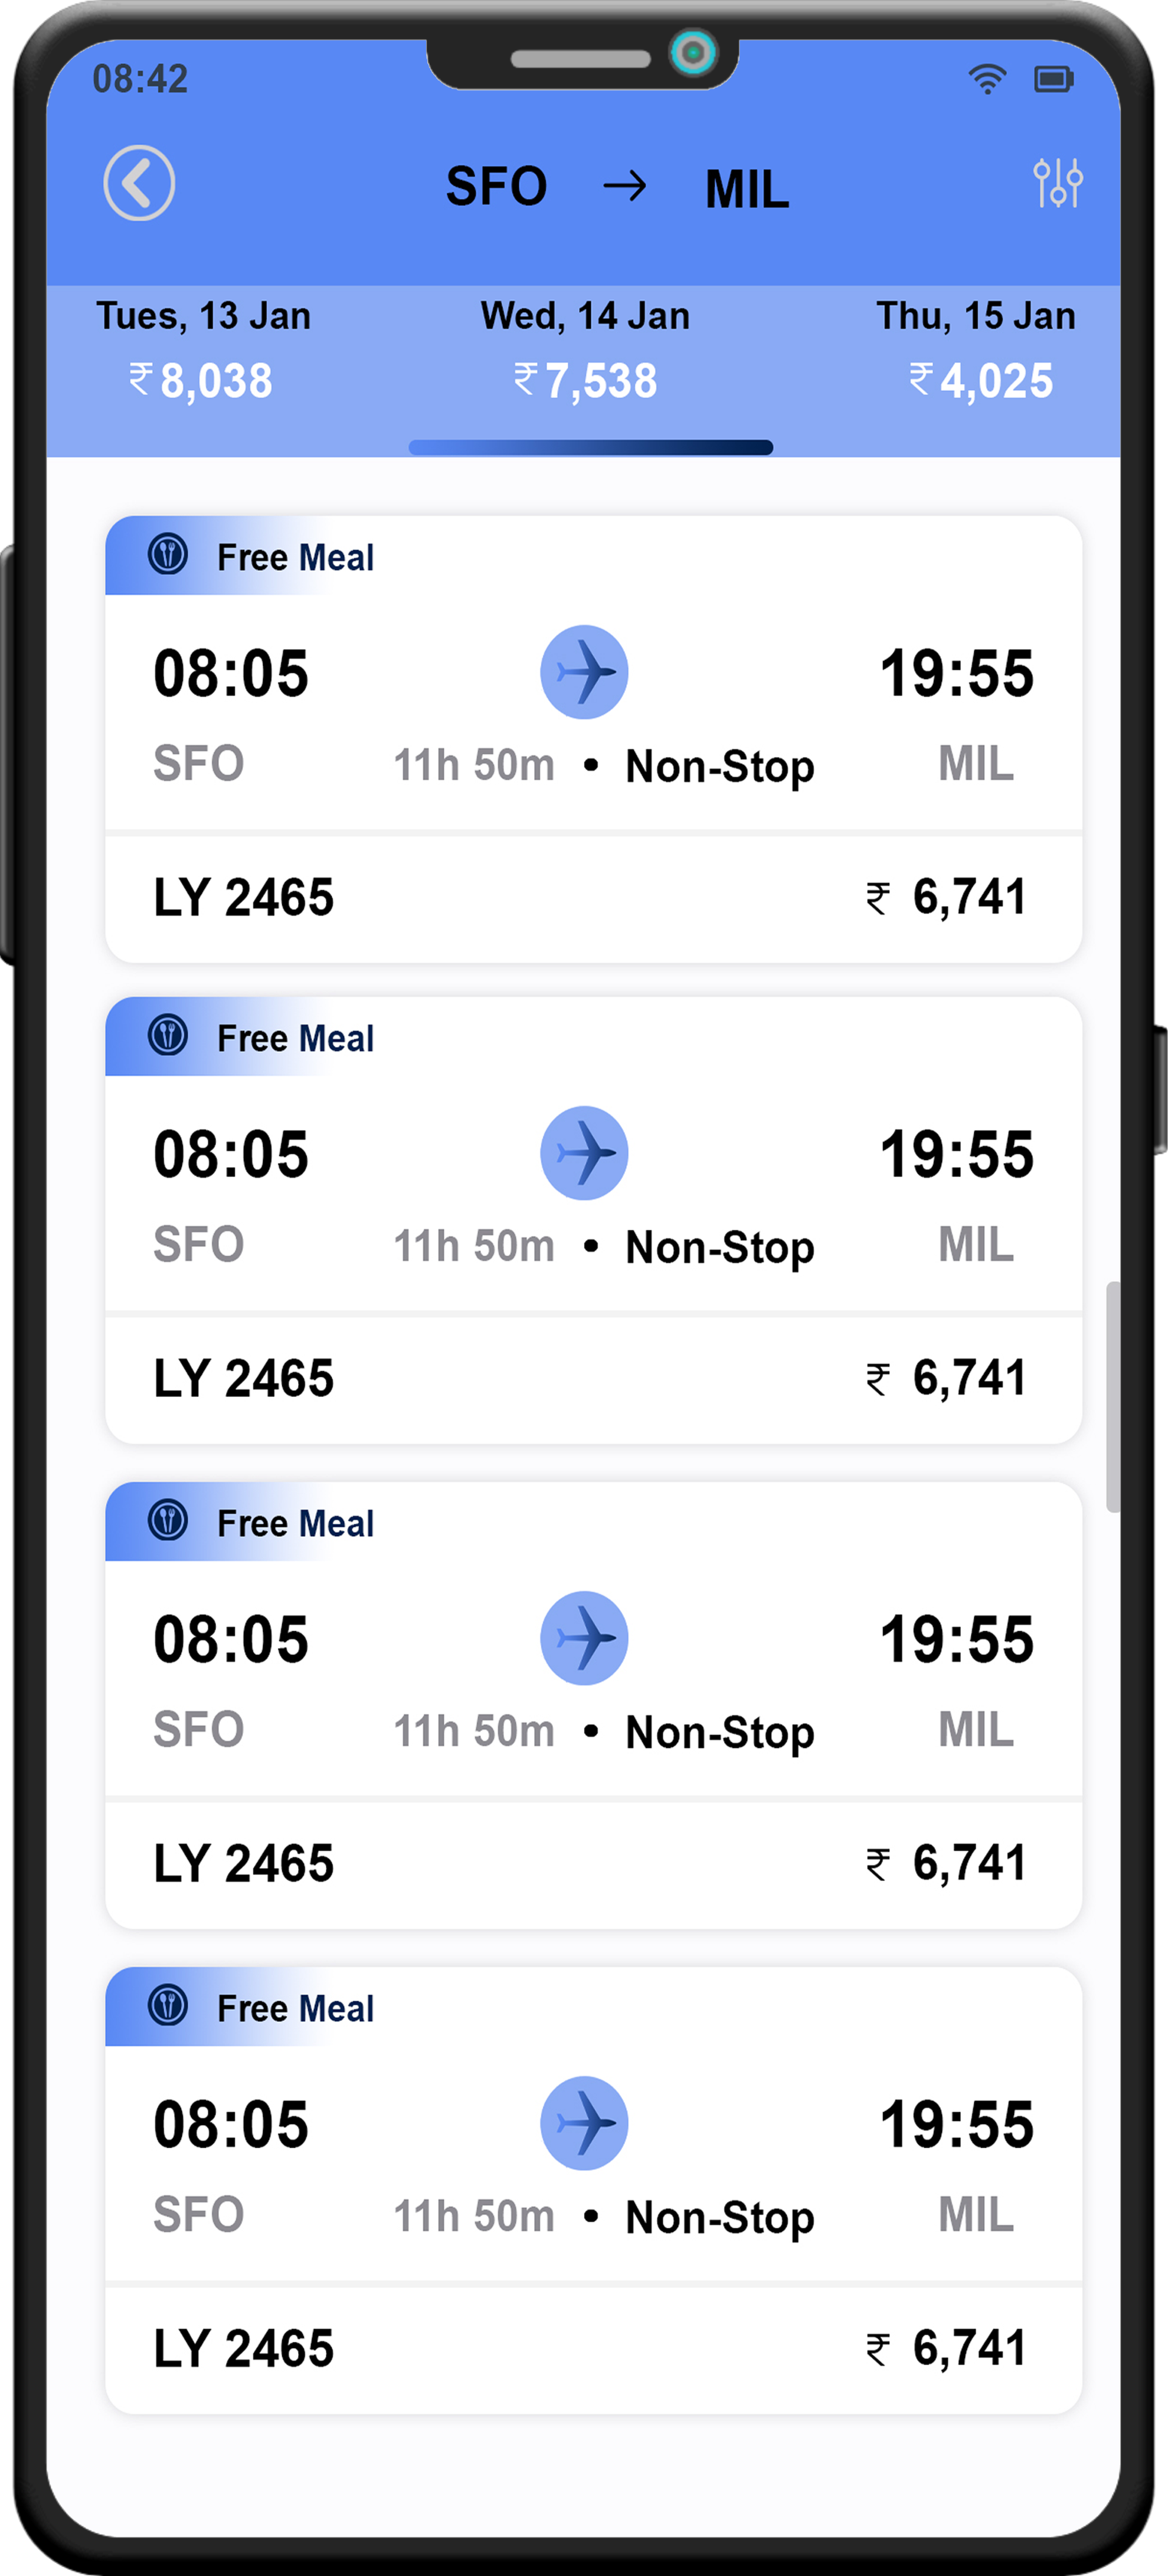 08:42
SFO → MIL
Tues, 13 Jan Wed, 14 Jan Thu, 15 Jan
₹8,038 ₹7,538 ₹4,025
Free Meal
08:05 19:55
SFO 11h 50m • Non-Stop MIL
LY 2465 ₹ 6,741
Free Meal
08:05 19:55
SFO 11h 50m • Non-Stop MIL
LY 2465 ₹ 6,741
Free Meal
08:05 19:55
SFO 11h 50m • Non-Stop MIL
LY 2465 ₹ 6,741
Free Meal
08:05 19:55
SFO 11h 50m • Non-Stop MIL
LY 2465 ₹ 6,741